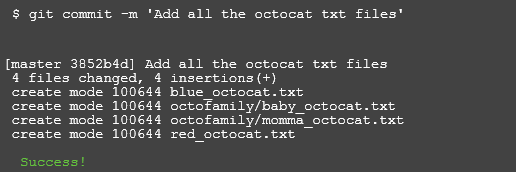 $ git commit -m 'Add all the octocat txt files'
[master 3852b4d] Add all the octocat txt files
4 files changed, 4 insertions(+)
create mode 100644 blue_octocat.txt
create mode 100644 octofamily/baby_octocat.txt
create mode 100644 octofamily/momma_octocat.txt
create mode 100644 red_octocat.txt
Success!